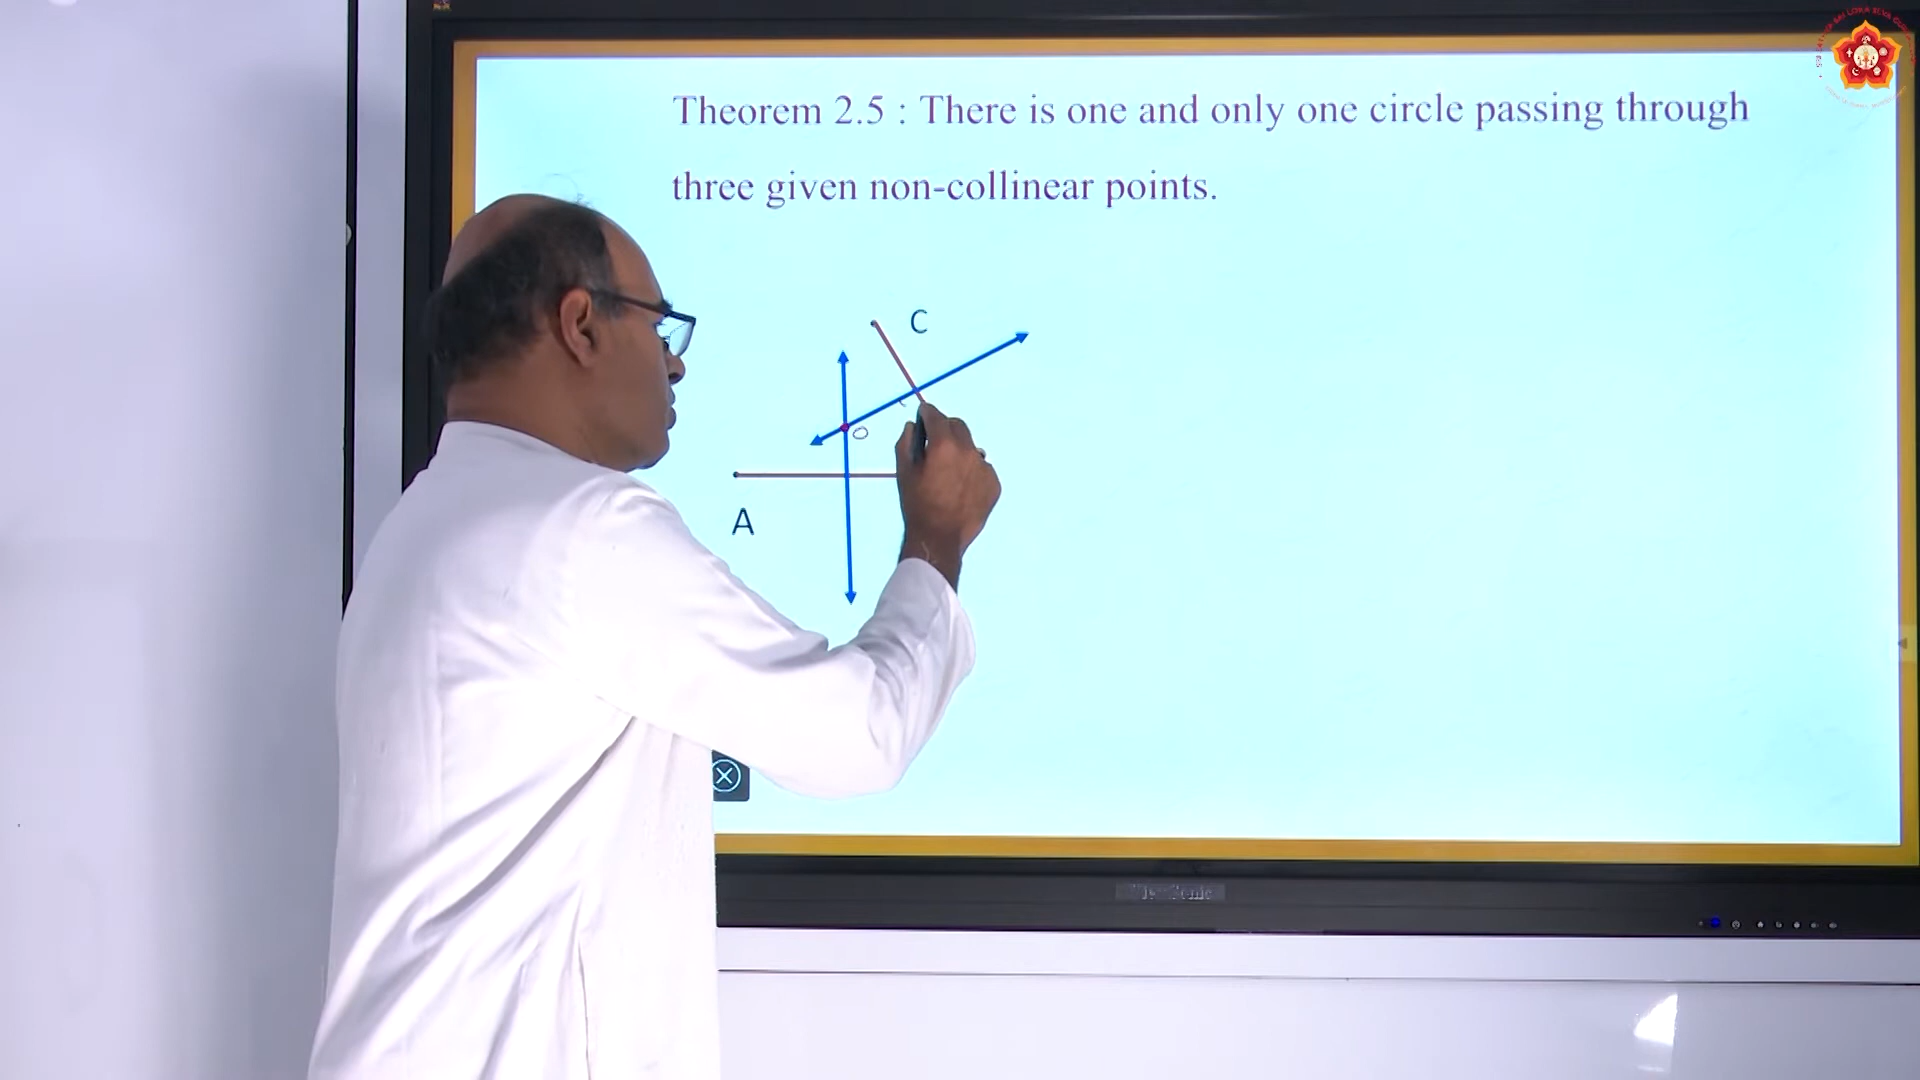 Theorem 2.5 : There is one and only one circle passing through
three given non-collinear points.
C
O
A